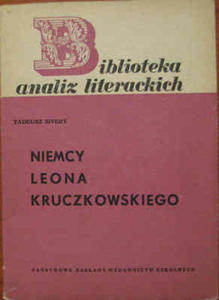 Biblioteka
analiz literackich
TADEUSZ SIVERT
NIEMCY
LEONA
KRUCZKOWSKIEGO
PAŃSTWOWE ZAKŁADY WYDAWNICTW SZKOLNYCH